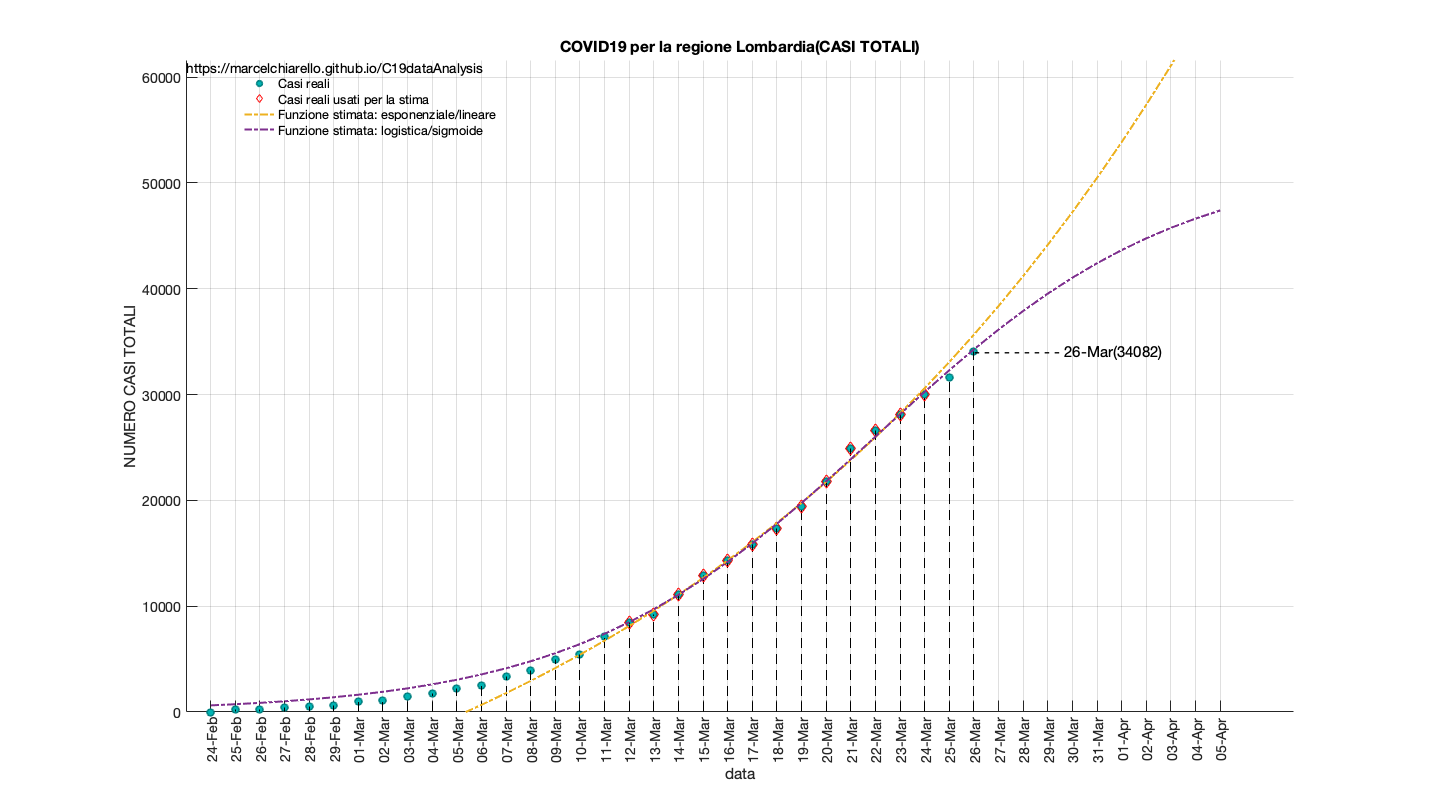 COVID19 per la regione Lombardia(CASI TOTALI)
https://marcelchiarello.github.io/C19dataAnalysis
Casi reali
Casi reali usati per la stima
Funzione stimata: esponenziale/lineare
Funzione stimata: logistica/sigmoide
NUMERO CASI TOTALI
60000
50000
40000
30000
20000
10000
0
26-Mar(34082)
24-Feb
25-Feb
26-Feb
27-Feb
28-Feb
29-Feb
01-Mar
02-Mar
03-Mar
04-Mar
05-Mar
06-Mar
07-Mar
08-Mar
09-Mar
10-Mar
11-Mar
12-Mar
13-Mar
14-Mar
15-Mar
16-Mar
17-Mar
18-Mar
19-Mar
20-Mar
21-Mar
22-Mar
23-Mar
24-Mar
25-Mar
26-Mar
27-Mar
28-Mar
29-Mar
30-Mar
31-Mar
01-Apr
02-Apr
03-Apr
04-Apr
05-Apr
data